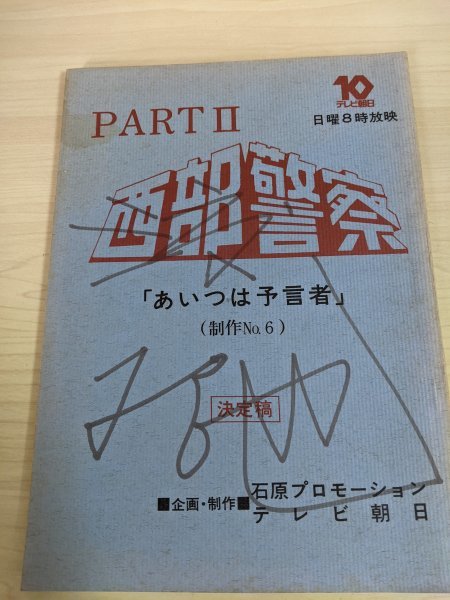 10
テレビ朝日
PART II
日曜8時放映
西部警察
「あいつは予言者」
(制作No.6)
決定稿
■企画・制作■石原プロモーション
テレビ朝日